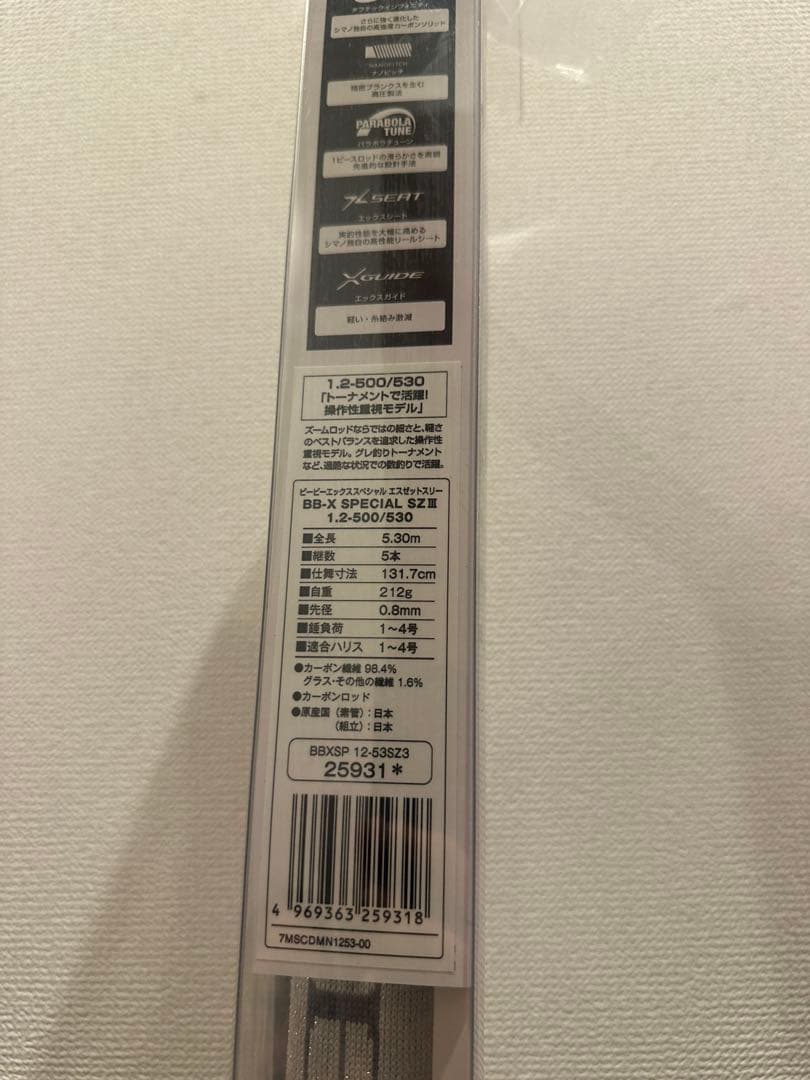 タフテックインフィニティ
さらに強く進化した
シマノ独自の高強度カーボンソリッド
NANOPITCH
ナノピッチ
精密ブランクスを生む
高圧製法
PARABOLA
TUNE
パラボラチューン
1ピースロッドの滑らかさを再現
先進的な設計手法
X SEAT
エックスシート
実釣性能を大幅に高める
シマノ独自の高性能リールシート
XGUIDE
エックスガイド
軽い・糸絡み激減
1.2-500/530
「トーナメントで活躍!
操作性重視モデル」
ズームロッドならではの細さと、軽さ
のベストバランスを追求した操作性
重視モデル。グレ釣りトーナメント
など、過酷な状況での数釣りで活躍。
ビービーエックススペシャル エスゼットスリー
BB-X SPECIAL SZⅢ
1.2-500/530
■全長 5.30m
■継数 5本
■仕舞寸法 131.7cm
■自重 212g
■先径 0.8mm
■錘負荷 1〜4号
■適合ハリス 1〜4号
●カーボン繊維 98.4%
グラス・その他の繊維 1.6%
●カーボンロッド
●原産国（素管）:日本
（組立）:日本
BBXSP 12-53SZ3
25931*
4 969363 259318
7MSCDMN1253-00